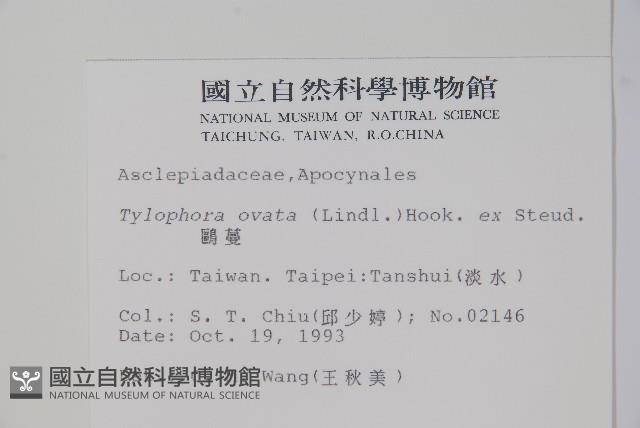 國立自然科學博物館
NATIONAL MUSEUM OF NATURAL SCIENCE
TAICHUNG, TAIWAN, R.O.CHINA
Asclepiadaceae,Apocynales
Tylophora ovata (Lindl.)Hook. ex Steud.
鷗蔓
Loc.: Taiwan. Taipei:Tanshui(淡水)
Col.: S. T. Chiu(邱少婷); No.02146
Date: Oct. 19, 1993
Wang(王秋美)
國立自然科學博物館
NATIONAL MUSEUM OF NATURAL SCIENCE